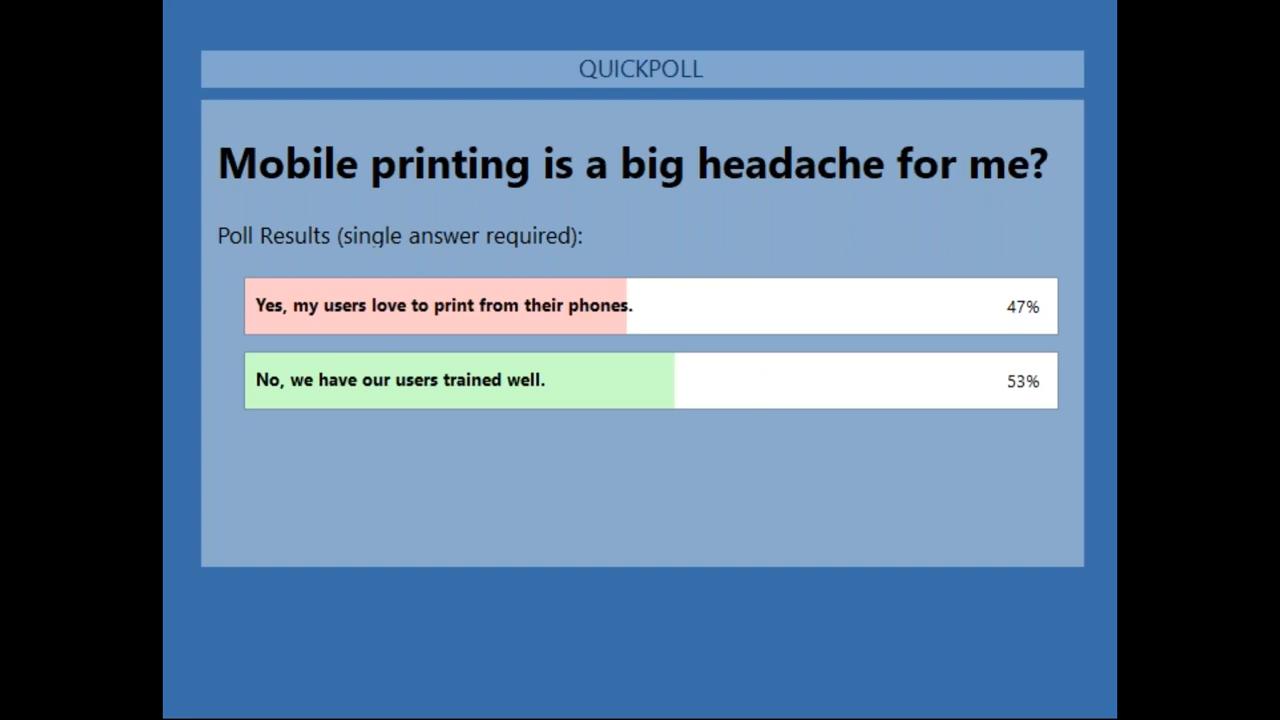 QUICKPOLL
Mobile printing is a big headache for me?
Poll Results (single answer required):
Yes, my users love to print from their phones. 47%
No, we have our users trained well. 53%